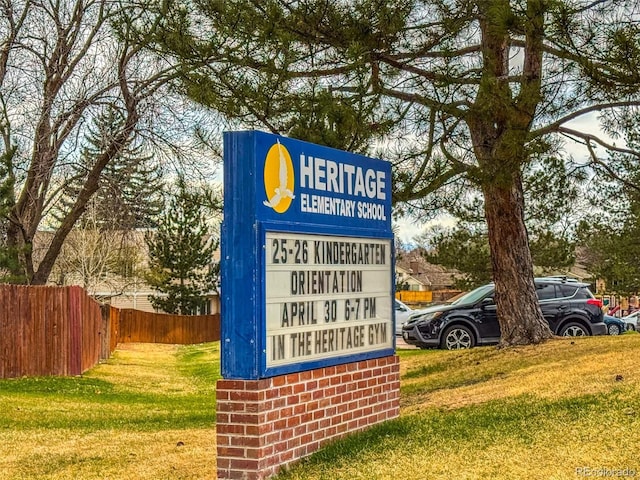 HERITAGE
ELEMENTARY SCHOOL
25-26 KINDERGARTEN
ORIENTATION
APRIL 30 6-7 PM
IN THE HERITAGE GYM
REcolorado